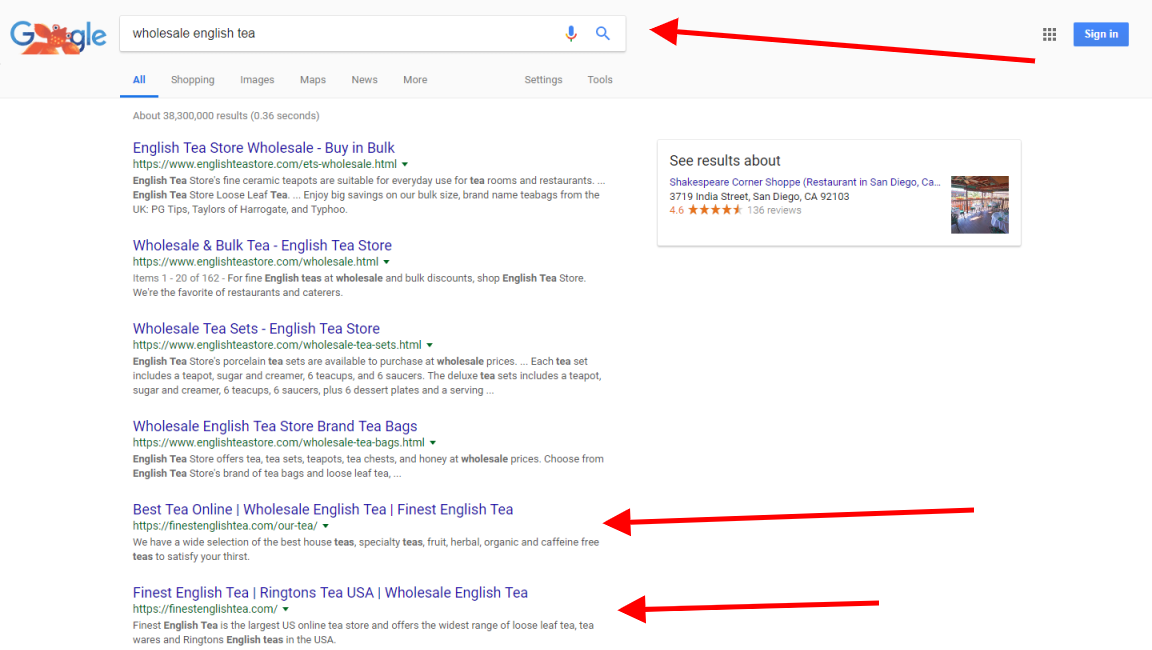 Google
wholesale english tea
Sign in
All Shopping Images Maps News More Settings Tools
About 38,300,000 results (0.36 seconds)
English Tea Store Wholesale - Buy in Bulk
https://www.englishteastore.com/ets-wholesale.html
English Tea Store's fine ceramic teapots are suitable for everyday use for tea rooms and restaurants. ...
English Tea Store Loose Leaf Tea. ... Enjoy big savings on our bulk size, brand name teabags from the
UK: PG Tips, Taylors of Harrogate, and Typhoo.
Wholesale & Bulk Tea - English Tea Store
https://www.englishteastore.com/wholesale.html
Items 1 - 20 of 162 - For fine English teas at wholesale and bulk discounts, shop English Tea Store.
We're the favorite of restaurants and caterers.
Wholesale Tea Sets - English Tea Store
https://www.englishteastore.com/wholesale-tea-sets.html
English Tea Store's porcelain tea sets are available to purchase at wholesale prices. ... Each tea set
includes a teapot, sugar and creamer, 6 teacups, and 6 saucers. The deluxe tea sets includes a teapot,
sugar and creamer, 6 teacups, 6 saucers, plus 6 dessert plates and a serving ...
Wholesale English Tea Store Brand Tea Bags
https://www.englishteastore.com/wholesale-tea-bags.html
English Tea Store offers tea, tea sets, teapots, tea chests, and honey at wholesale prices. Choose from
English Tea Store's brand of tea bags and loose leaf tea, ...
Best Tea Online | Wholesale English Tea | Finest English Tea
https://finestenglishtea.com/our-tea/
We have a wide selection of the best house teas, specialty teas, fruit, herbal, organic and caffeine free
teas to satisfy your thirst.
Finest English Tea | Ringtons Tea USA | Wholesale English Tea
https://finestenglishtea.com/
Finest English Tea is the largest US online tea store and offers the widest range of loose leaf tea, tea
wares and Ringtons English teas in the USA.
See results about
Shakespeare Corner Shoppe (Restaurant in San Diego, Ca...
3719 India Street, San Diego, CA 92103
4.6 136 reviews